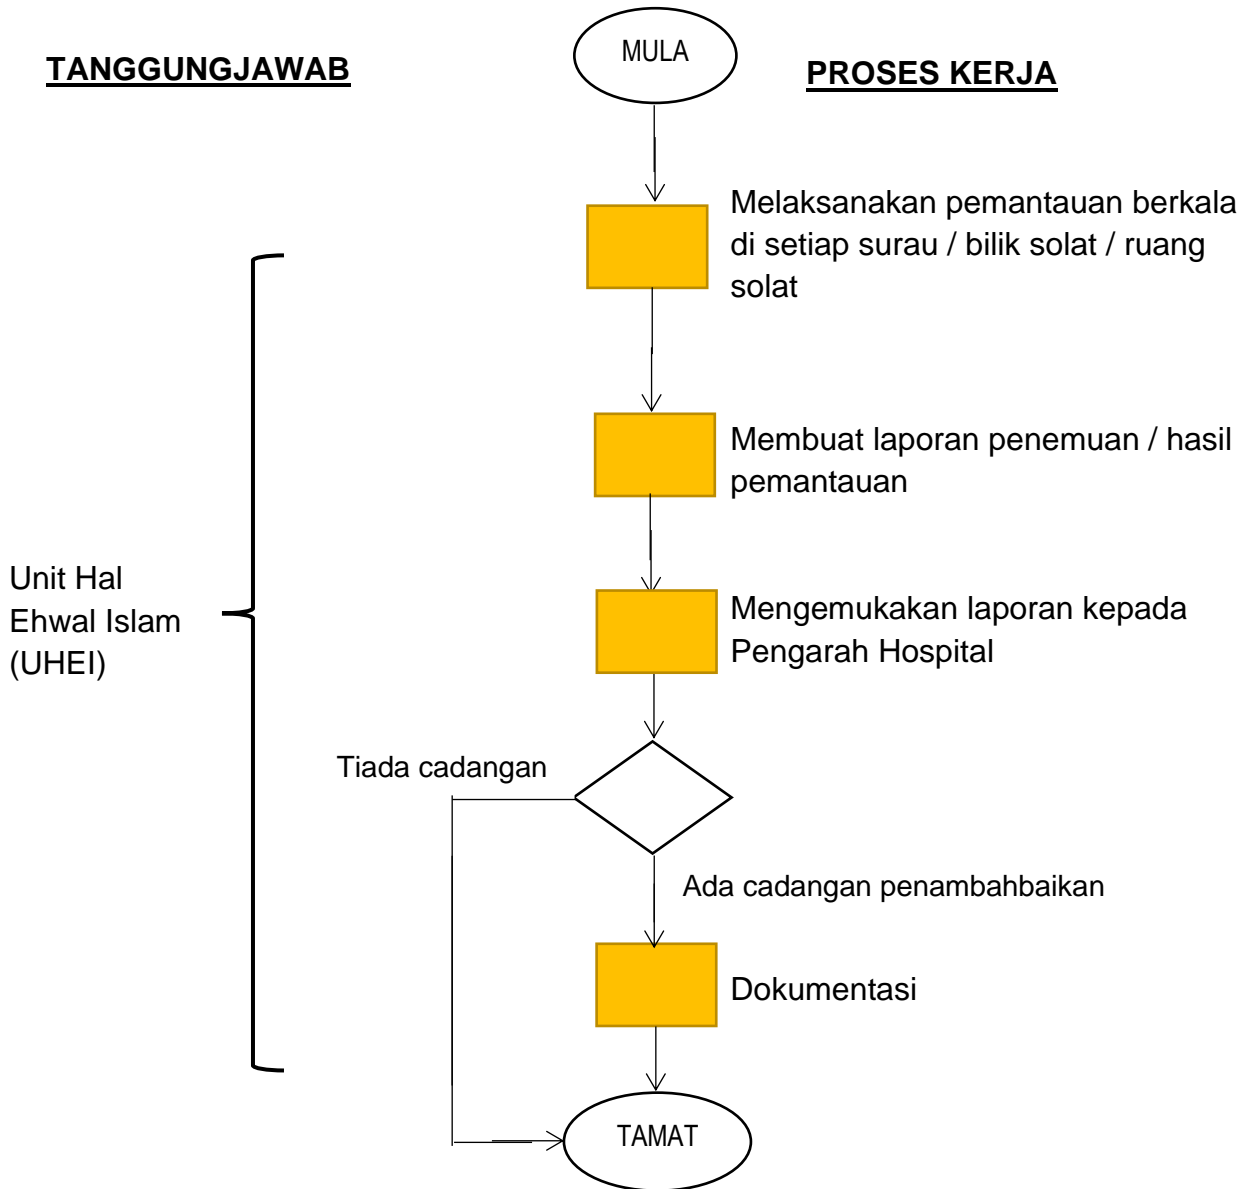 MULA
TANGGUNGJAWAB
PROSES KERJA
Melaksanakan pemantauan berkala
di setiap surau / bilik solat / ruang
solat
Membuat laporan penemuan / hasil
pemantauan
Unit Hal
Ehwal Islam
(UHEI)
Mengemukakan laporan kepada
Pengarah Hospital
Tiada cadangan
Ada cadangan penambahbaikan
Dokumentasi
TAMAT